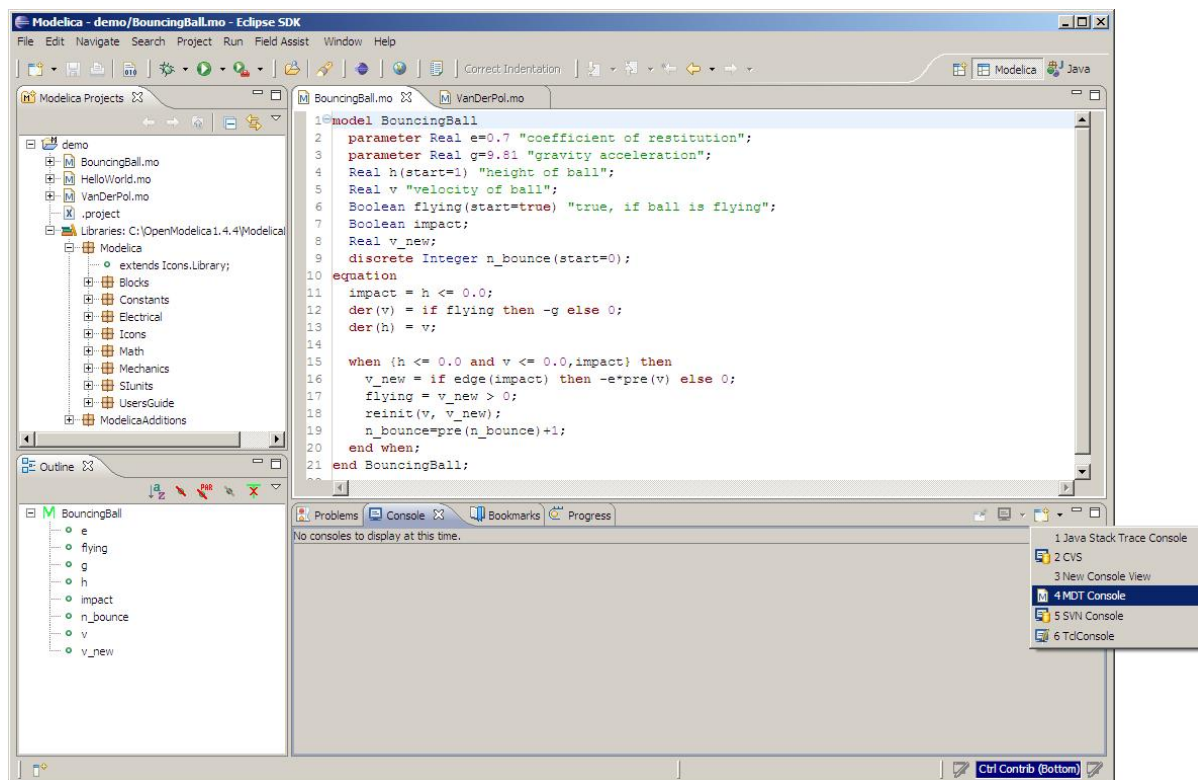 Modelica - demo/BouncingBall.mo - Eclipse SDK
File Edit Navigate Search Project Run Field Assist Window Help
Correct Indentation
Modelica
Java
Modelica Projects
demo
BouncingBall.mo
HelloWorld.mo
VanDerPol.mo
.project
Libraries: C:\OpenModelica1.4.4\Modelical
Modelica
extends Icons.Library;
Blocks
Constants
Electrical
Icons
Math
Mechanics
SIunits
UsersGuide
ModelicaAdditions
Outline
BouncingBall
e
flying
g
h
impact
n_bounce
v
v_new
BouncingBall.mo
VanDerPol.mo
1 model BouncingBall
2 parameter Real e=0.7 "coefficient of restitution";
3 parameter Real g=9.81 "gravity acceleration";
4 Real h(start=1) "height of ball";
5 Real v "velocity of ball";
6 Boolean flying(start=true) "true, if ball is flying";
7 Boolean impact;
8 Real v_new;
9 discrete Integer n_bounce(start=0);
10 equation
11 impact = h <= 0.0;
12 der(v) = if flying then -g else 0;
13 der(h) = v;
14
15 when {h <= 0.0 and v <= 0.0,impact} then
16 v_new = if edge(impact) then -e*pre(v) else 0;
17 flying = v_new > 0;
18 reinit(v, v_new);
19 n_bounce=pre(n_bounce)+1;
20 end when;
21 end BouncingBall;
Problems Console Bookmarks Progress
No consoles to display at this time.
1 Java Stack Trace Console
2 CVS
3 New Console View
4 MDT Console
5 SVN Console
6 TclConsole
Ctrl Contrib (Bottom)